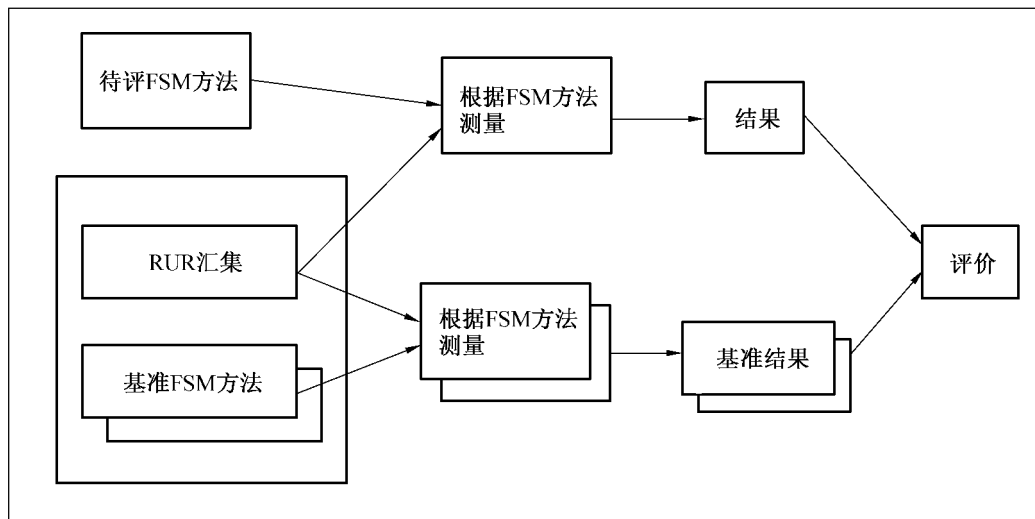 待评FSM方法
根据FSM方法
测量
结果
RUR汇集
评价
根据FSM方法
测量
基准FSM方法
基准结果